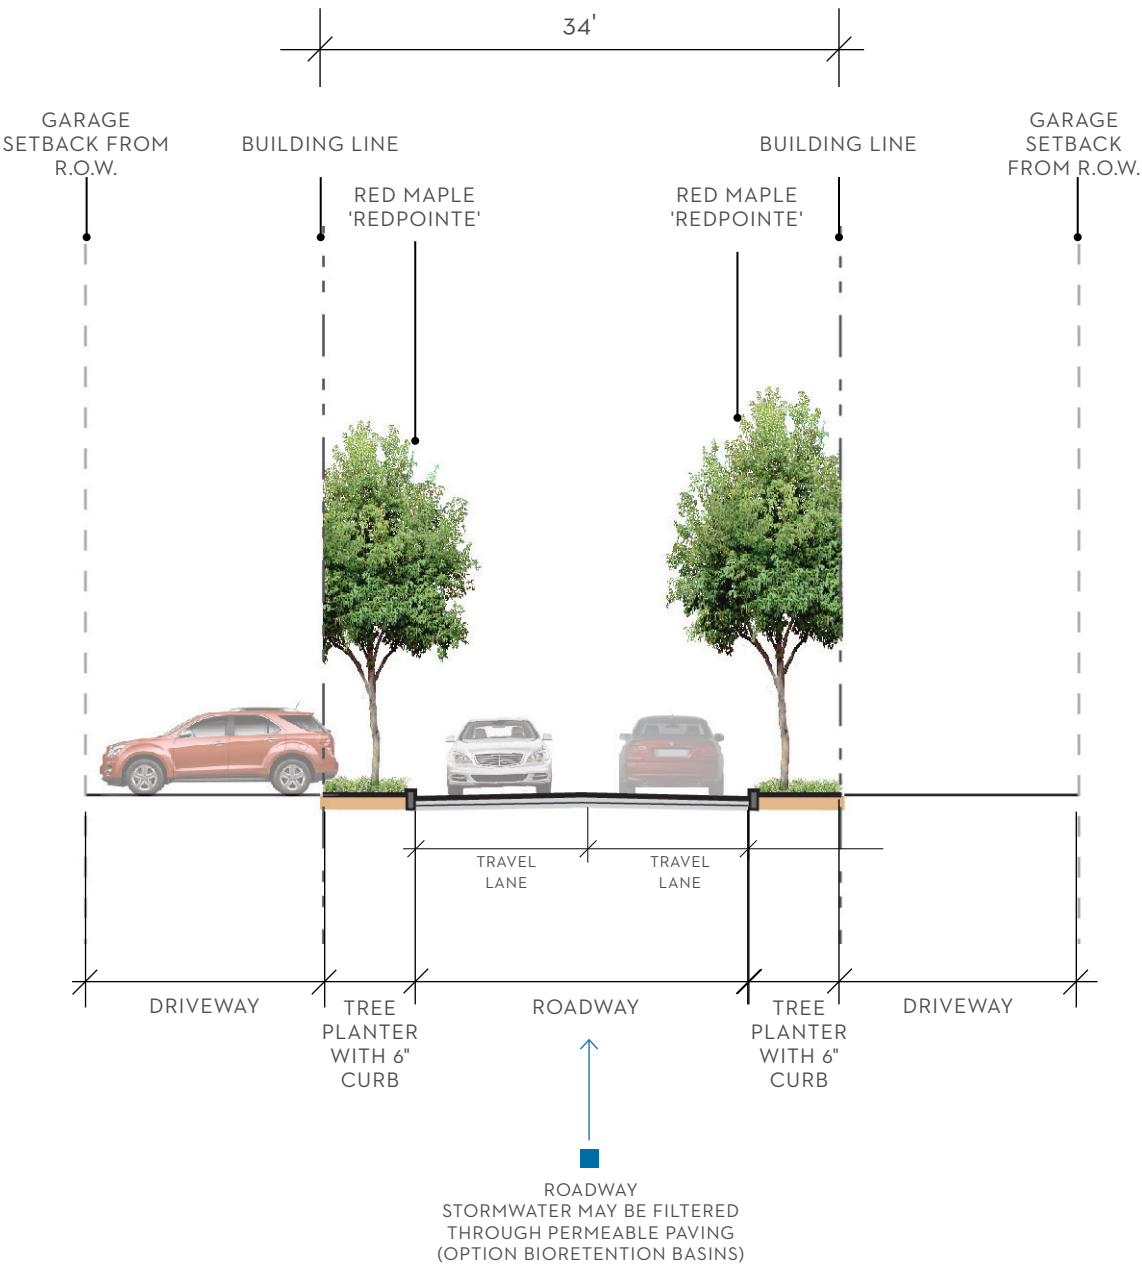 34'
GARAGE
SETBACK FROM
R.O.W.
BUILDING LINE
BUILDING LINE
GARAGE
SETBACK
FROM R.O.W.
RED MAPLE
'REDPOINTE'
RED MAPLE
'REDPOINTE'
TRAVEL
LANE
TRAVEL
LANE
DRIVEWAY
TREE
PLANTER
WITH 6"
CURB
ROADWAY
TREE
PLANTER
WITH 6"
CURB
DRIVEWAY
ROADWAY
STORMWATER MAY BE FILTERED
THROUGH PERMEABLE PAVING
(OPTION BIORETENTION BASINS)